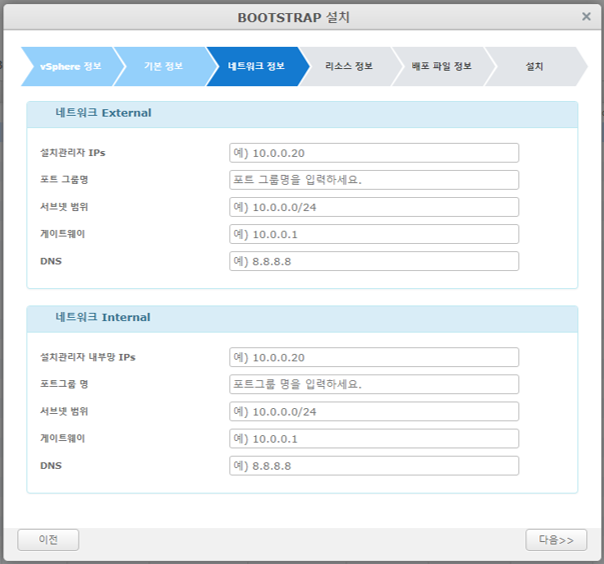 BOOTSTRAP 설치
×
vSphere 정보 기본 정보 네트워크 정보 리소스 정보 배포 파일 정보 설치
네트워크 External
설치관리자 IPs 예) 10.0.0.20
포트 그룹명 포트 그룹명을 입력하세요.
서브넷 범위 예) 10.0.0.0/24
게이트웨이 예) 10.0.0.1
DNS 예) 8.8.8.8
네트워크 Internal
설치관리자 내부망 IPs 예) 10.0.0.20
포트그룹 명 포트그룹 명을 입력하세요.
서브넷 범위 예) 10.0.0.0/24
게이트웨이 예) 10.0.0.1
DNS 예) 8.8.8.8
이전 다음>>